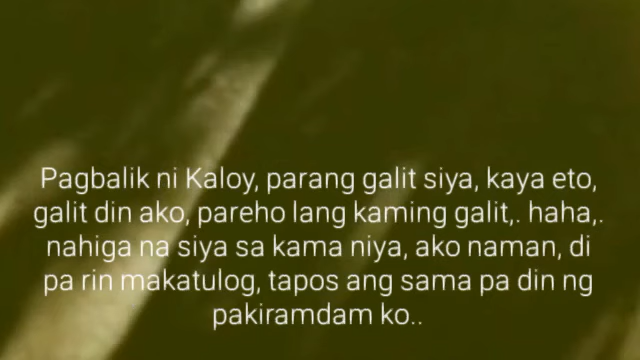 Pagbalik ni Kaloy, parang galit siya, kaya eto,
galit din ako, pareho lang kaming galit,. haha,.
nahiga na siya sa kama niya, ako naman, di
pa rin makatulog, tapos ang sama pa din ng
pakiramdam ko..